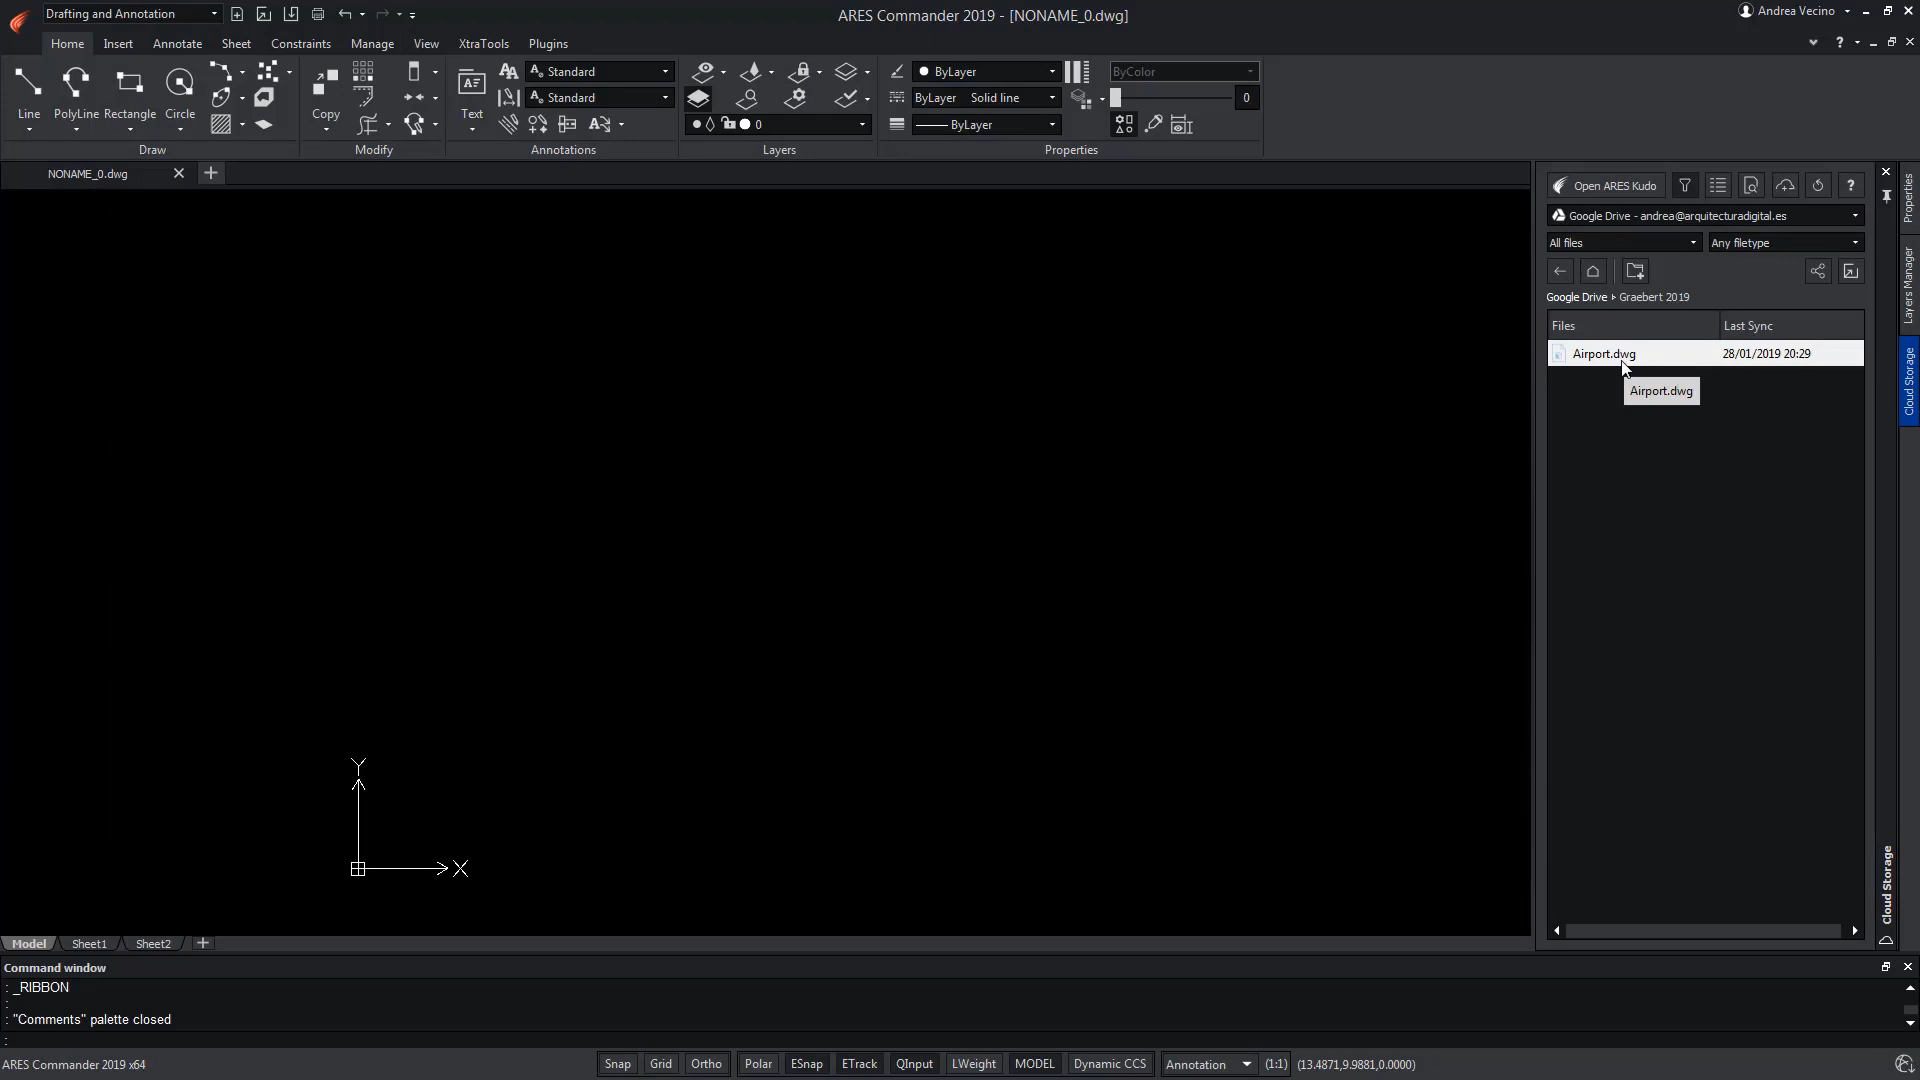 Drafting and Annotation
ARES Commander 2019 - [NONAME_0.dwg]
Andrea Vecino
Home Insert Annotate Sheet Constraints Manage View XtraTools Plugins
?
Standard
ByLayer
ByColor
Standard
ByLayer Solid line
0
Line PolyLine Rectangle Circle Copy Text
0
ByLayer
Draw Modify Annotations Layers Properties
NONAME_0.dwg
Open ARES Kudo
?
Google Drive - andrea@arquitecturadigital.es
All files
Any filetype
Google Drive Graebert 2019
Files Last Sync
Airport.dwg 28/01/2019 20:29
Airport.dwg
Properties
Layers Manager
Cloud Storage
Cloud Storage
Y
X
Model Sheet1 Sheet2
Command window
: _RIBBON
:
: "Comments" palette closed
:
ARES Commander 2019 x64
Snap Grid Ortho Polar ESnap ETrack QInput LWeight MODEL Dynamic CCS Annotation (1:1) (13.4871,9.9881,0.0000)